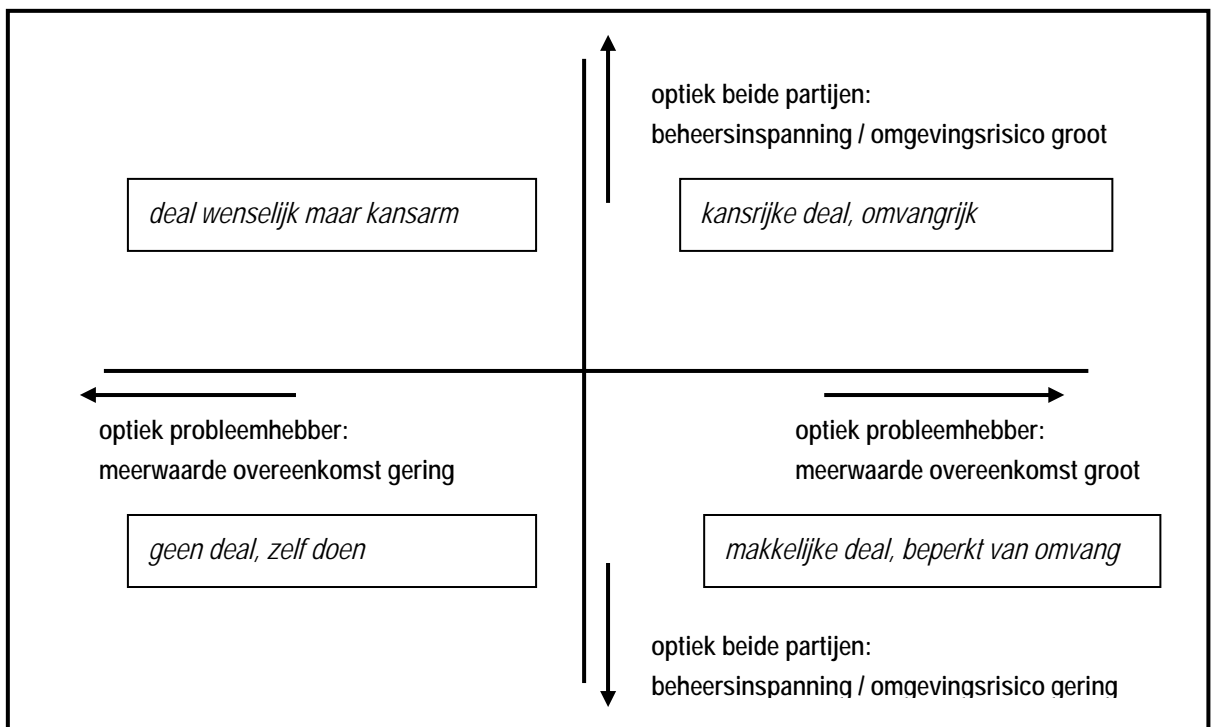 optiek beide partijen:
beheersinspanning / omgevingsrisico groot
deal wenselijk maar kansarm
kansrijke deal, omvangrijk
optiek probleemhebber:
meerwaarde overeenkomst gering
optiek probleemhebber:
meerwaarde overeenkomst groot
geen deal, zelf doen
makkelijke deal, beperkt van omvang
optiek beide partijen:
beheersinspanning / omgevingsrisico gering